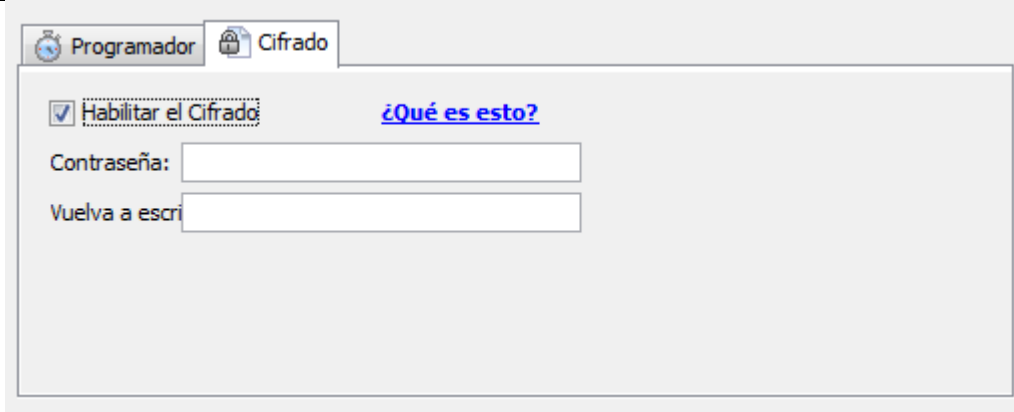 Programador Cifrado
Habilitar el Cifrado ¿Qué es esto?
Contraseña:
Vuelva a escri